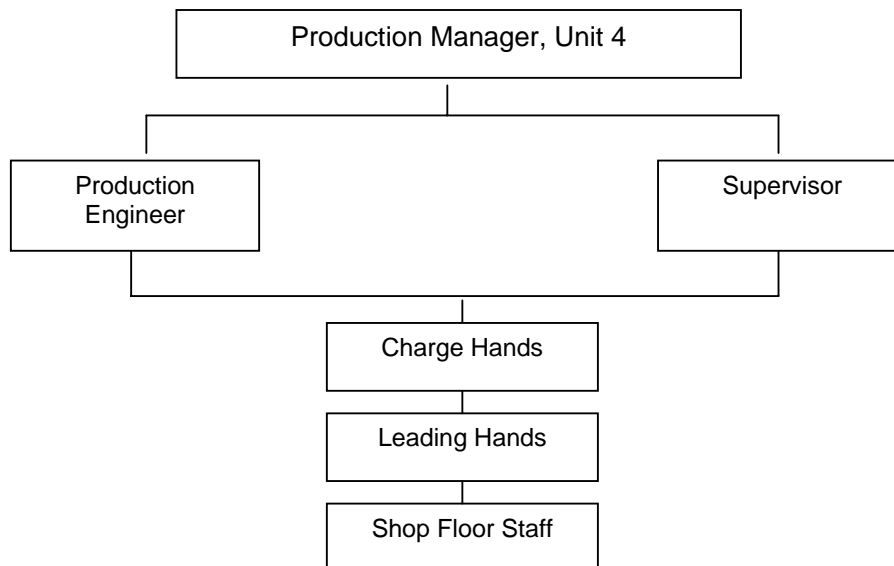 Production Manager, Unit 4
Production
Engineer
Supervisor
Charge Hands
Leading Hands
Shop Floor Staff